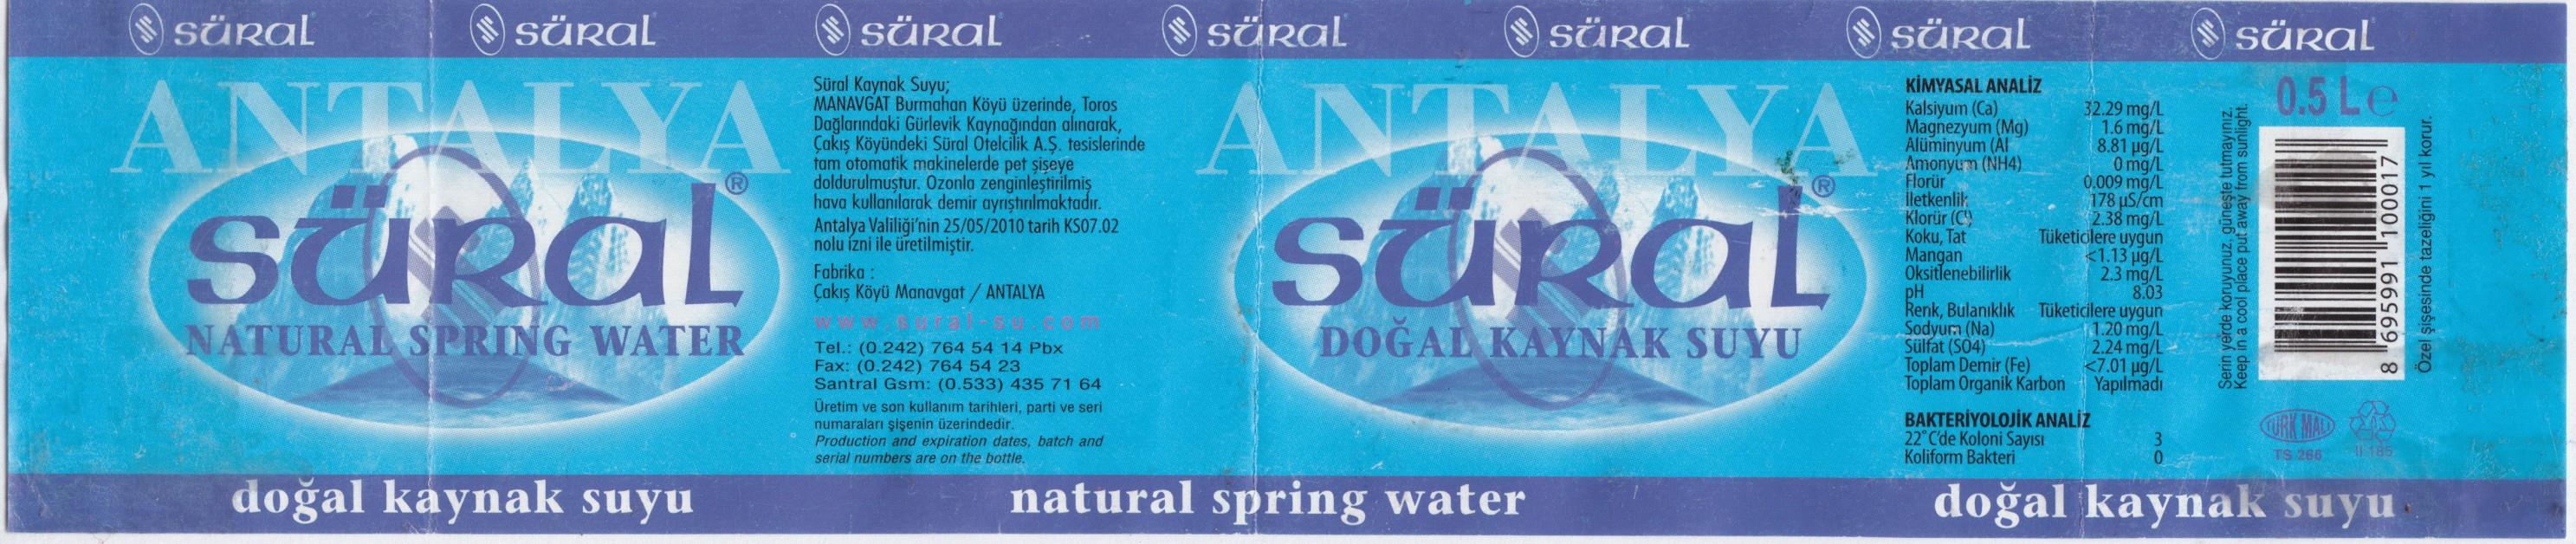 süral süral süral süral süral süral süral
ANTALYA
süral®
NATURAL SPRING WATER
Süral Kaynak Suyu;
MANAVGAT Burmahan Köyü üzerinde, Toros
Dağlarındaki Gürlevik Kaynağından alınarak,
Çakış Köyündeki Süral Otelcilik A.Ş. tesislerinde
tam otomatik makinelerde pet şişeye
doldurulmuştur. Ozonla zenginleştirilmiş
hava kullanılarak demir ayrıştırılmaktadır.
Antalya Valiliği'nin 25/05/2010 tarih KS07.02
nolu izni ile üretilmiştir.
Fabrika :
Çakış Köyü Manavgat / ANTALYA
www.sural-su.com
Tel.: (0.242) 764 54 14 Pbx
Fax: (0.242) 764 54 23
Santral Gsm: (0.533) 435 71 64
Üretim ve son kullanım tarihleri, parti ve seri
numaraları şişenin üzerindedir.
Production and expiration dates, batch and
serial numbers are on the bottle.
ANTALYA
süral®
DOĞAL KAYNAK SUYU
KİMYASAL ANALİZ
Kalsiyum (Ca) 32.29 mg/L
Magnezyum (Mg) 1.6 mg/L
Alüminyum (Al 8.81 µg/L
Amonyum (NH4) 0 mg/L
Florür 0.009 mg/L
İletkenlik 178 µS/cm
Klorür (Cl) 2.38 mg/L
Koku, Tat Tüketicilere uygun
Mangan <1.13 µg/L
Oksitlenebilirlik 2.3 mg/L
pH 8.03
Renk, Bulanıklık Tüketicilere uygun
Sodyum (Na) 1.20 mg/L
Sülfat (SO4) 2.24 mg/L
Toplam Demir (Fe) <7.01 µg/L
Toplam Organik Karbon Yapılmadı
BAKTERİYOLOJİK ANALİZ
22°C'de Koloni Sayısı 3
Koliform Bakteri 0
Serin yerde koruyunuz, güneşte tutmayınız.
Keep in a cool place put away from sunlight.
0.5 L e
8 695991 100017
Özel şişesinde tazeliğini 1 yıl korur.
TÜRK MALI
TS 266
II 185
doğal kaynak suyu natural spring water doğal kaynak suyu